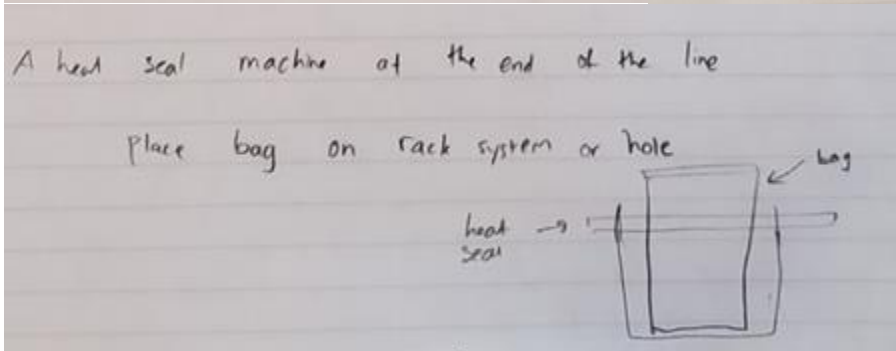 A heat seal machine at the end of the line
Place bag on rack system or hole
bag
heat
seal